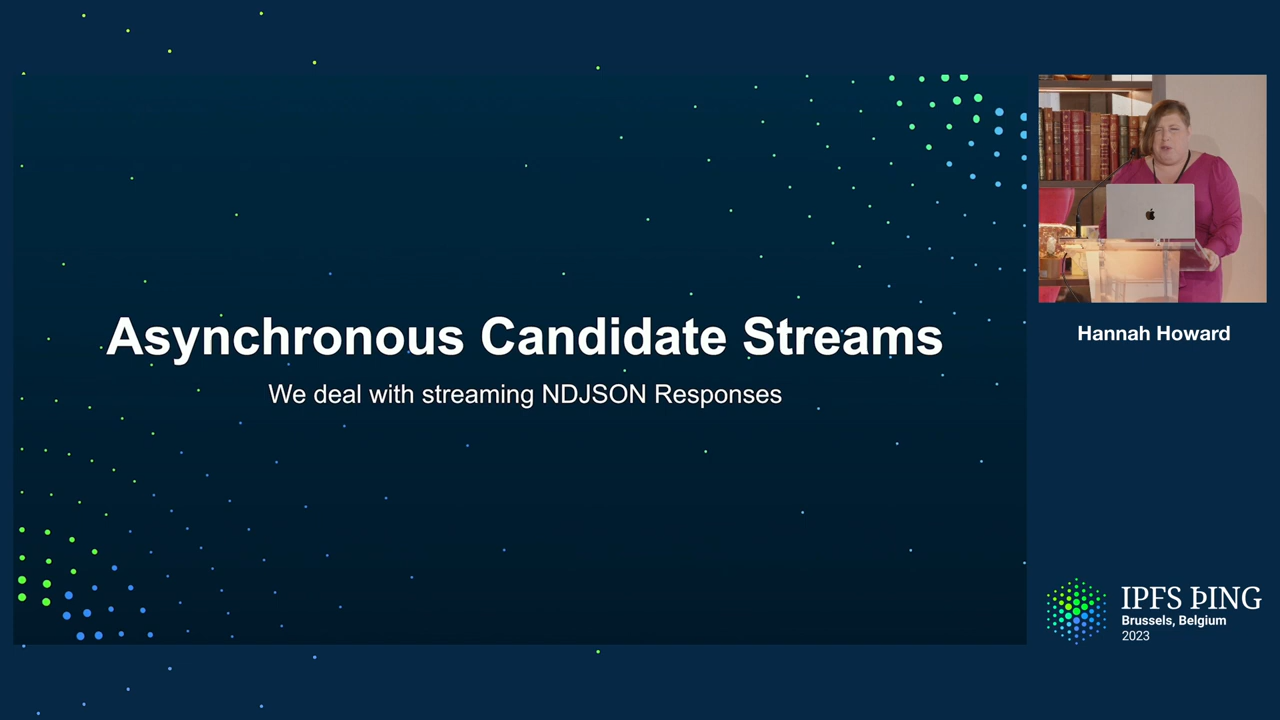 Asynchronous Candidate Streams
We deal with streaming NDJSON Responses
Hannah Howard
IPFS ÞING
Brussels, Belgium
2023